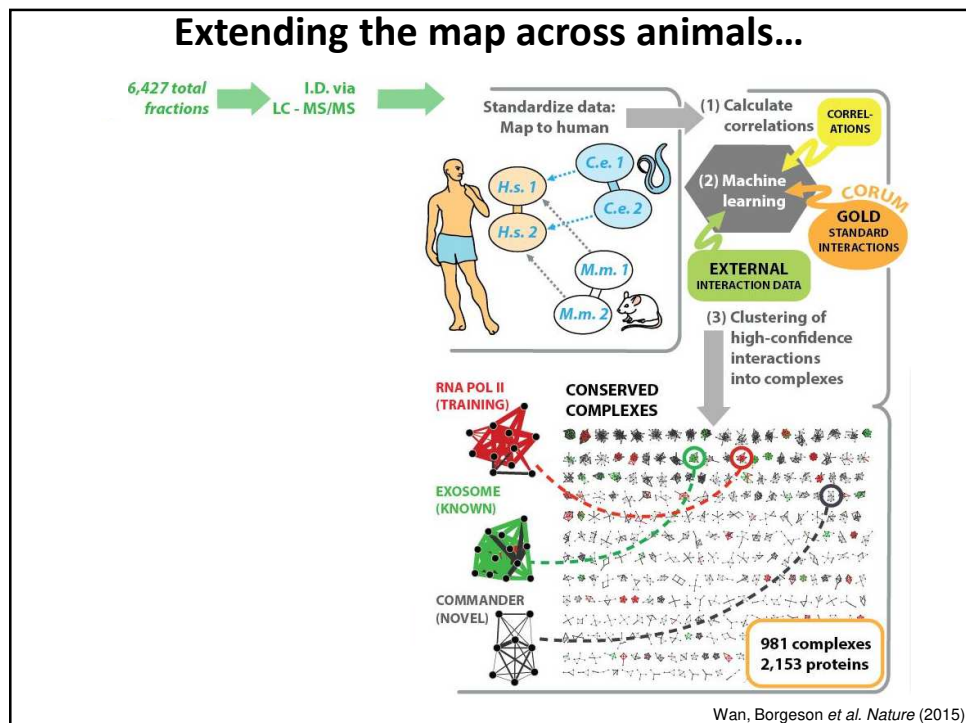 Extending the map across animals…
6,427 total
fractions
I.D. via
LC - MS/MS
Standardize data:
Map to human
(1) Calculate
correlations
CORREL-
ATIONS
(2) Machine
learning
CORUM
GOLD
STANDARD
INTERACTIONS
EXTERNAL
INTERACTION DATA
H.s. 1
H.s. 2
C.e. 1
C.e. 2
M.m. 1
M.m. 2
(3) Clustering of
high-confidence
interactions
into complexes
RNA POL II
(TRAINING)
CONSERVED
COMPLEXES
EXOSOME
(KNOWN)
COMMANDER
(NOVEL)
981 complexes
2,153 proteins
Wan, Borgeson et al. Nature (2015)